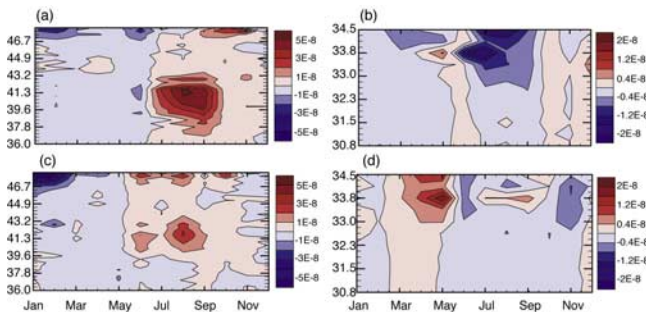 (a)
46.7
44.9
43.2
41.3
39.5
38.1
36.0
5E-8
3E-8
1E-8
-1E-8
-3E-8
-5E-8
(b)
34.5
33.8
33.0
32.3
31.5
30.8
2E-8
1.2E-8
0.4E-8
-0.4E-8
-1.2E-8
-2E-8
(c)
46.7
44.9
43.2
41.3
39.6
37.8
36.0
5E-8
3E-8
1E-8
-1E-8
-3E-8
-5E-8
Jan Mar May Jul Sep Nov
(d)
34.5
33.8
33.0
32.3
31.5
30.8
2E-8
1.2E-8
0.4E-8
-0.4E-8
-1.2E-8
-2E-8
Jan Mar May Jul Sep Nov